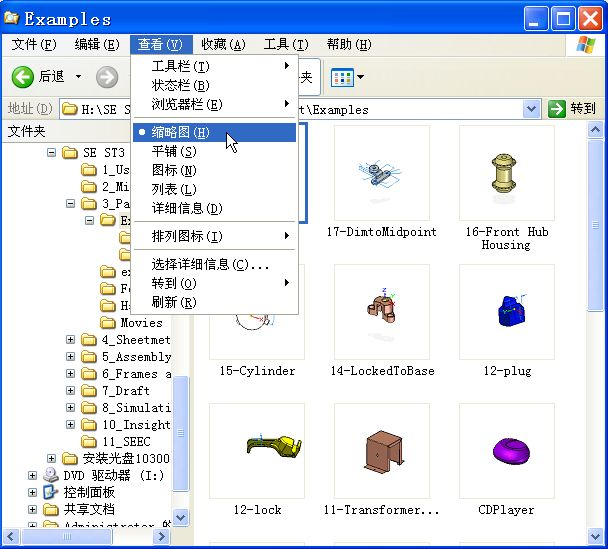 Examples
文件(F) 编辑(E) 查看(V) 收藏(A) 工具(T) 帮助(H)
后退
夹
地址(D) H:\SE S t\Examples 转到
文件夹
工具栏(T)
状态栏(B)
浏览器栏(E)
缩略图(H)
平铺(S)
图标(N)
列表(L)
详细信息(D)
排列图标(I)
选择详细信息(C)...
转到(O)
刷新(R)
SE ST3
1_Us
2_Mi
3_Pa
Ex
ex
Fe
Ha
Movies
4_Sheetmet
5_Assembly
6_Frames a
7_Draft
8_Simulati
10_Insight
11_SEEC
安装光盘10300
DVD 驱动器 (I:)
控制面板
共享文档
Administrator 的
17-DimtoMidpoint
16-Front Hub
Housing
15-Cylinder
14-LockedToBase
12-plug
12-lock
11-Transformer...
CDPlayer